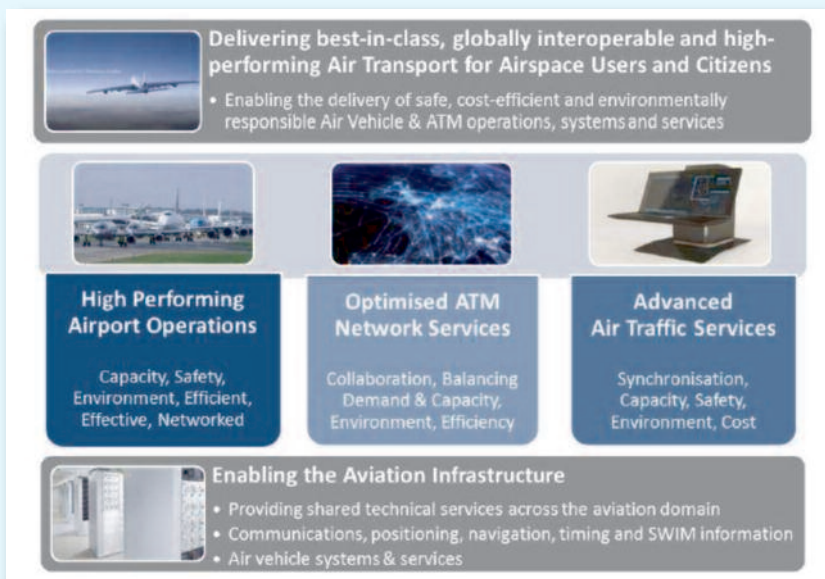 Delivering best-in-class, globally interoperable and high-
performing Air Transport for Airspace Users and Citizens
• Enabling the delivery of safe, cost-efficient and environmentally
responsible Air Vehicle & ATM operations, systems and services
High Performing
Airport Operations
Capacity, Safety,
Environment, Efficient,
Effective, Networked
Optimised ATM
Network Services
Collaboration, Balancing
Demand & Capacity,
Environment, Efficiency
Advanced
Air Traffic Services
Synchronisation,
Capacity, Safety,
Environment, Cost
Enabling the Aviation Infrastructure
• Providing shared technical services across the aviation domain
• Communications, positioning, navigation, timing and SWIM information
• Air vehicle systems & services